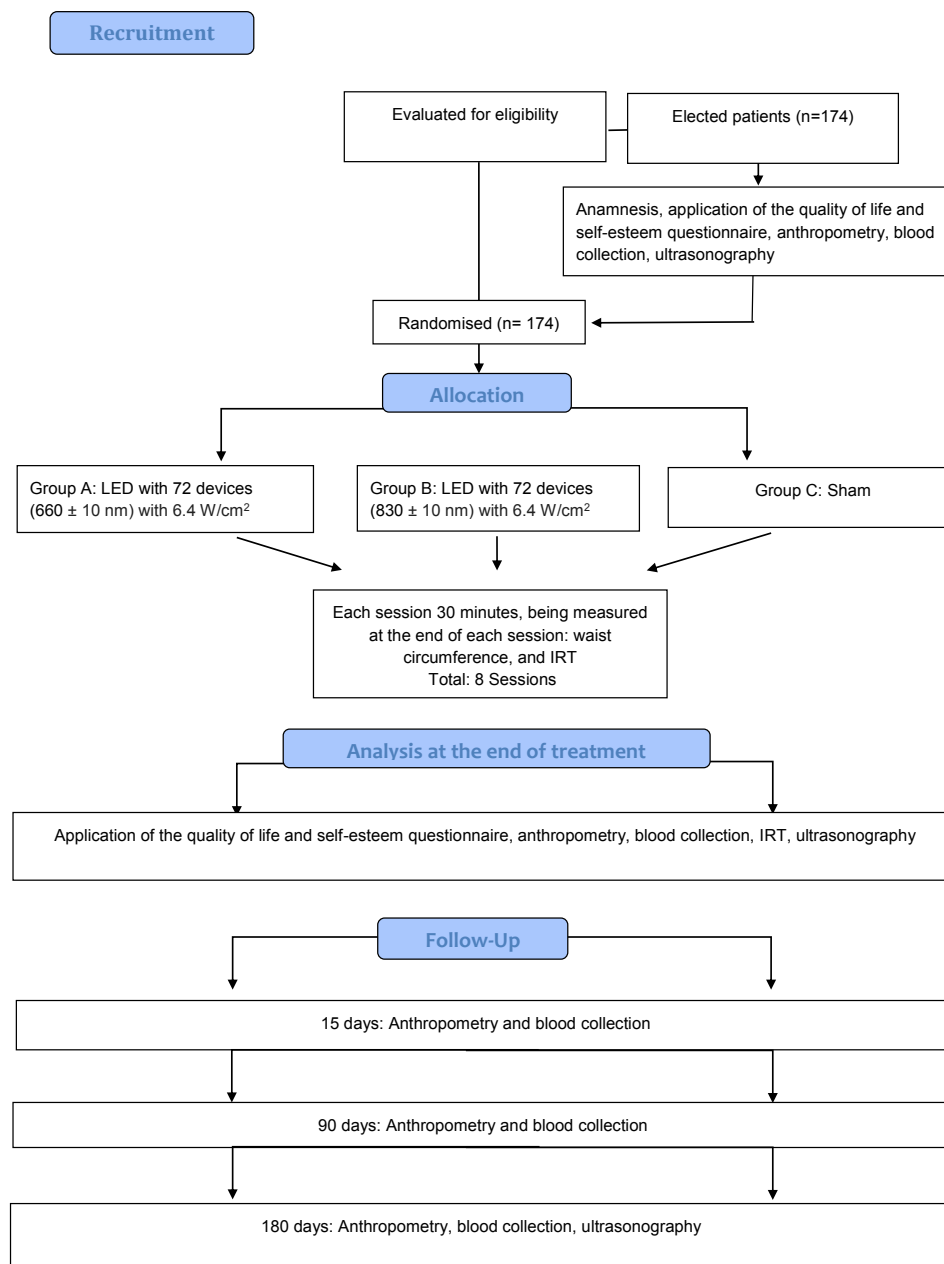 Recruitment
Evaluated for eligibility
Elected patients (n=174)
Anamnesis, application of the quality of life and
self-esteem questionnaire, anthropometry, blood
collection, ultrasonography
Randomised (n= 174)
Allocation
Group A: LED with 72 devices
(660 ± 10 nm) with 6.4 W/cm²
Group B: LED with 72 devices
(830 ± 10 nm) with 6.4 W/cm²
Group C: Sham
Each session 30 minutes, being measured
at the end of each session: waist
circumference, and IRT
Total: 8 Sessions
Analysis at the end of treatment
Application of the quality of life and self-esteem questionnaire, anthropometry, blood collection, IRT, ultrasonography
Follow-Up
15 days: Anthropometry and blood collection
90 days: Anthropometry and blood collection
180 days: Anthropometry, blood collection, ultrasonography